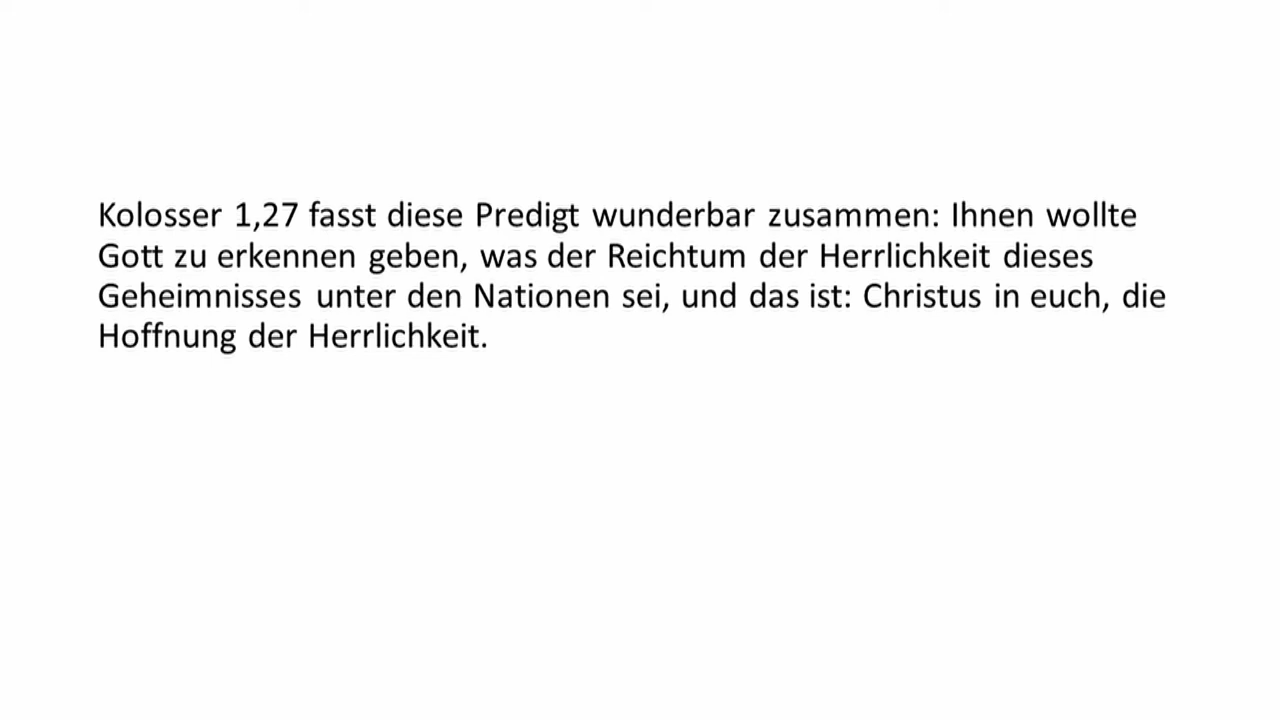 Kolosser 1,27 fasst diese Predigt wunderbar zusammen: Ihnen wollte
Gott zu erkennen geben, was der Reichtum der Herrlichkeit dieses
Geheimnisses unter den Nationen sei, und das ist: Christus in euch, die
Hoffnung der Herrlichkeit.